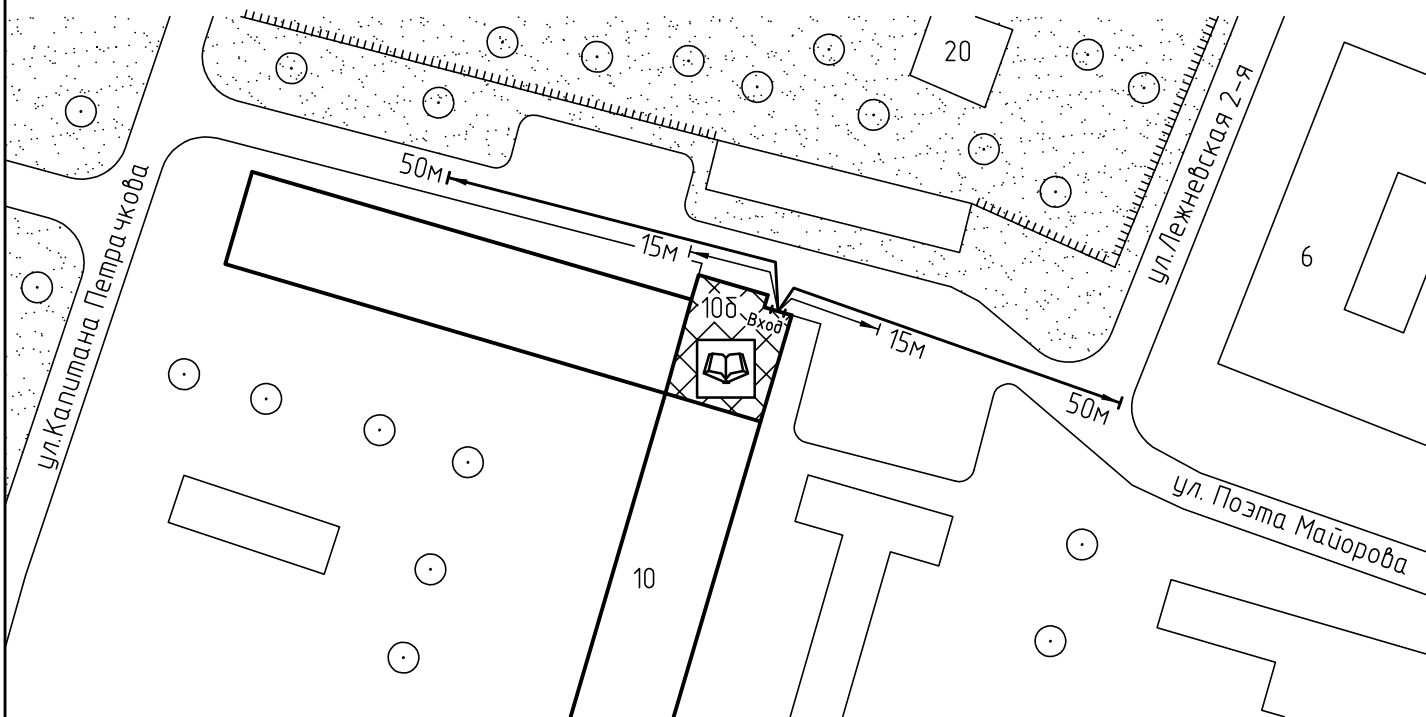 20
ул.Лежневская 2-я
6
50м
15м
ул.Капитана Петрачкова
10б
Вход
15м
50м
ул. Поэта Майорова
10